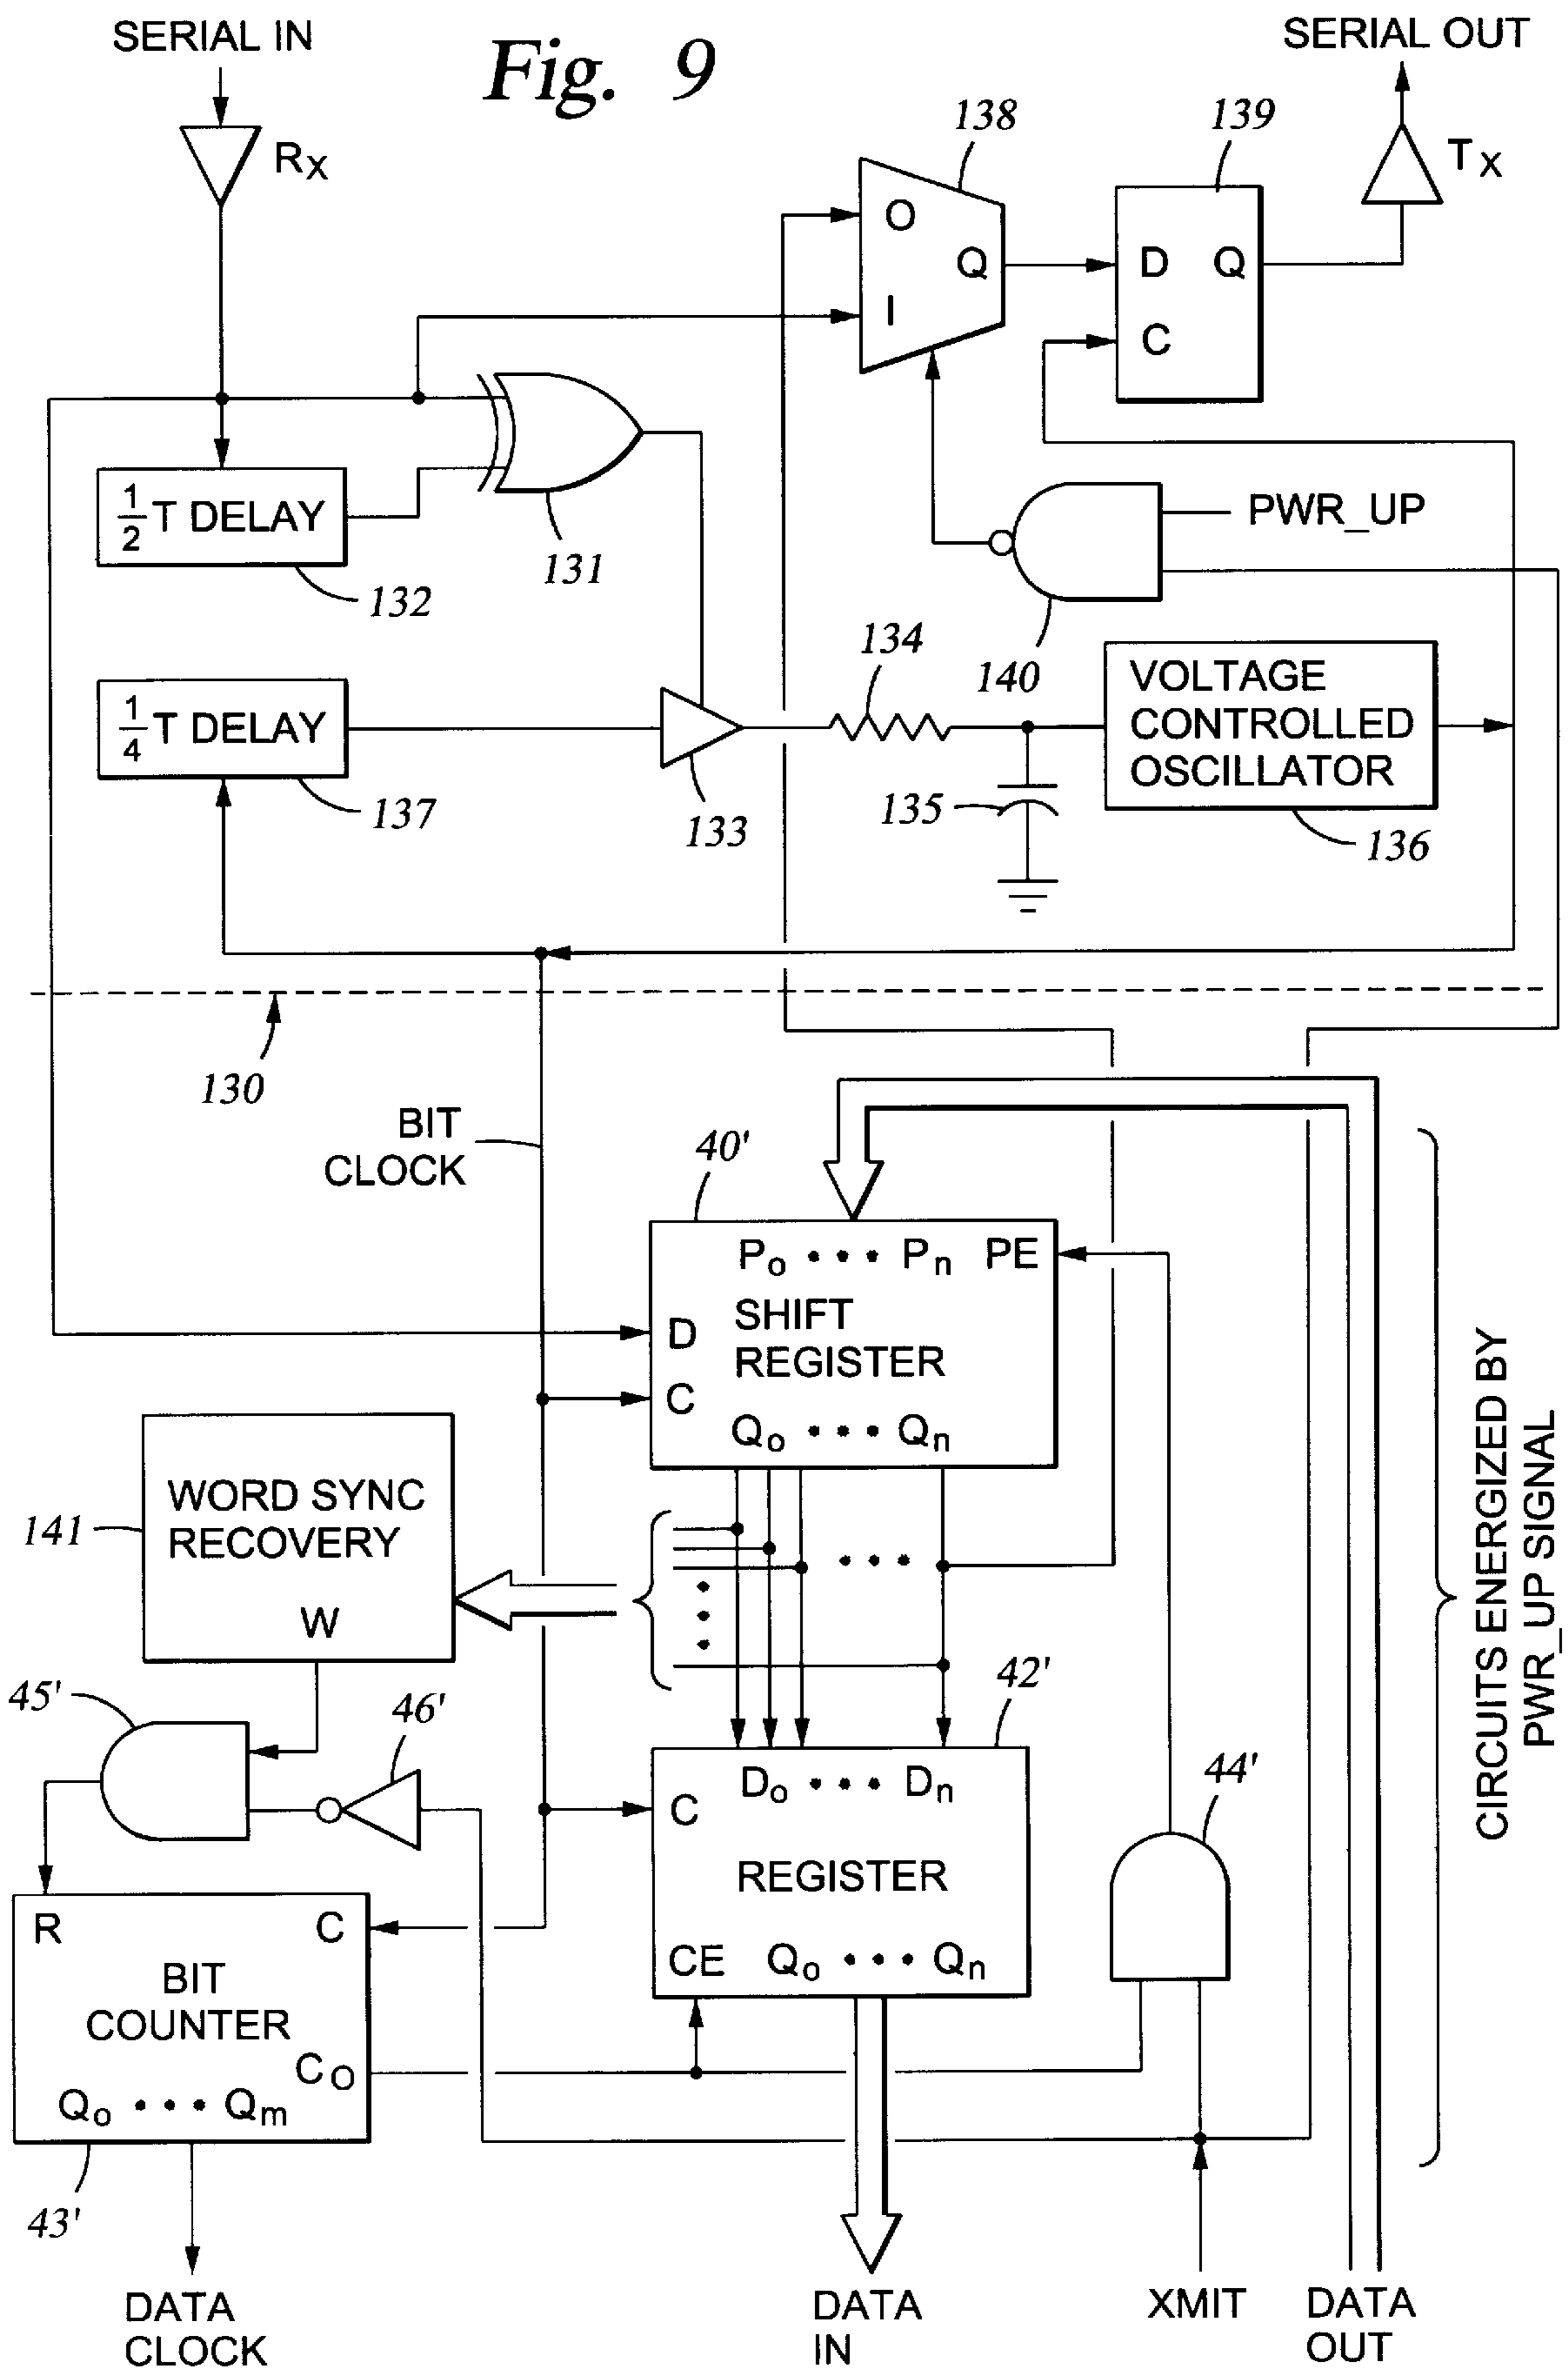 SERIAL IN
Fig. 9
SERIAL OUT
138
139
RX
TX
O
I
Q
D Q
C
1/2 T DELAY
132
131
PWR_UP
140
1/4 T DELAY
137
133
134
135
VOLTAGE
CONTROLLED
OSCILLATOR
136
130
BIT
CLOCK
40'
Po • • • Pn PE
SHIFT
REGISTER
D
C
Qo • • • Qn
WORD SYNC
RECOVERY
W
141
• • •
45'
46'
42'
Do • • • Dn
C
REGISTER
CE Qo • • • Qn
44'
R C
BIT
COUNTER
CO
Qo • • • Qm
43'
CIRCUITS ENERGIZED BY
PWR_UP SIGNAL
DATA
CLOCK
DATA
IN
XMIT
DATA
OUT